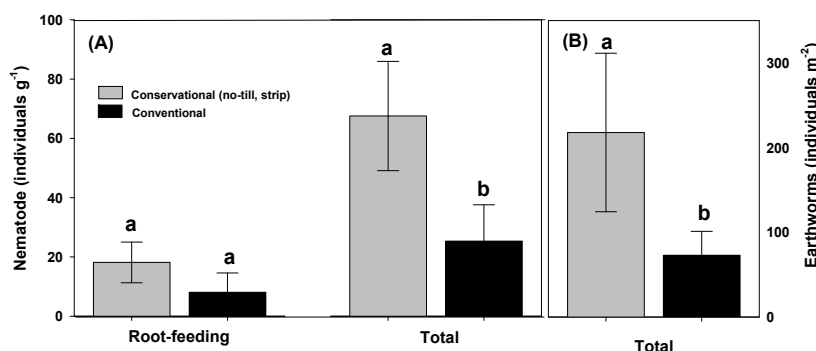 (A)
(B)
Nematode (individuals g⁻¹)
100
80
60
40
20
0
Conservational (no-till, strip)
Conventional
a
a
a
b
a
b
Root-feeding
Total
Total
300
200
100
0
Earthworms (individuals m⁻²)